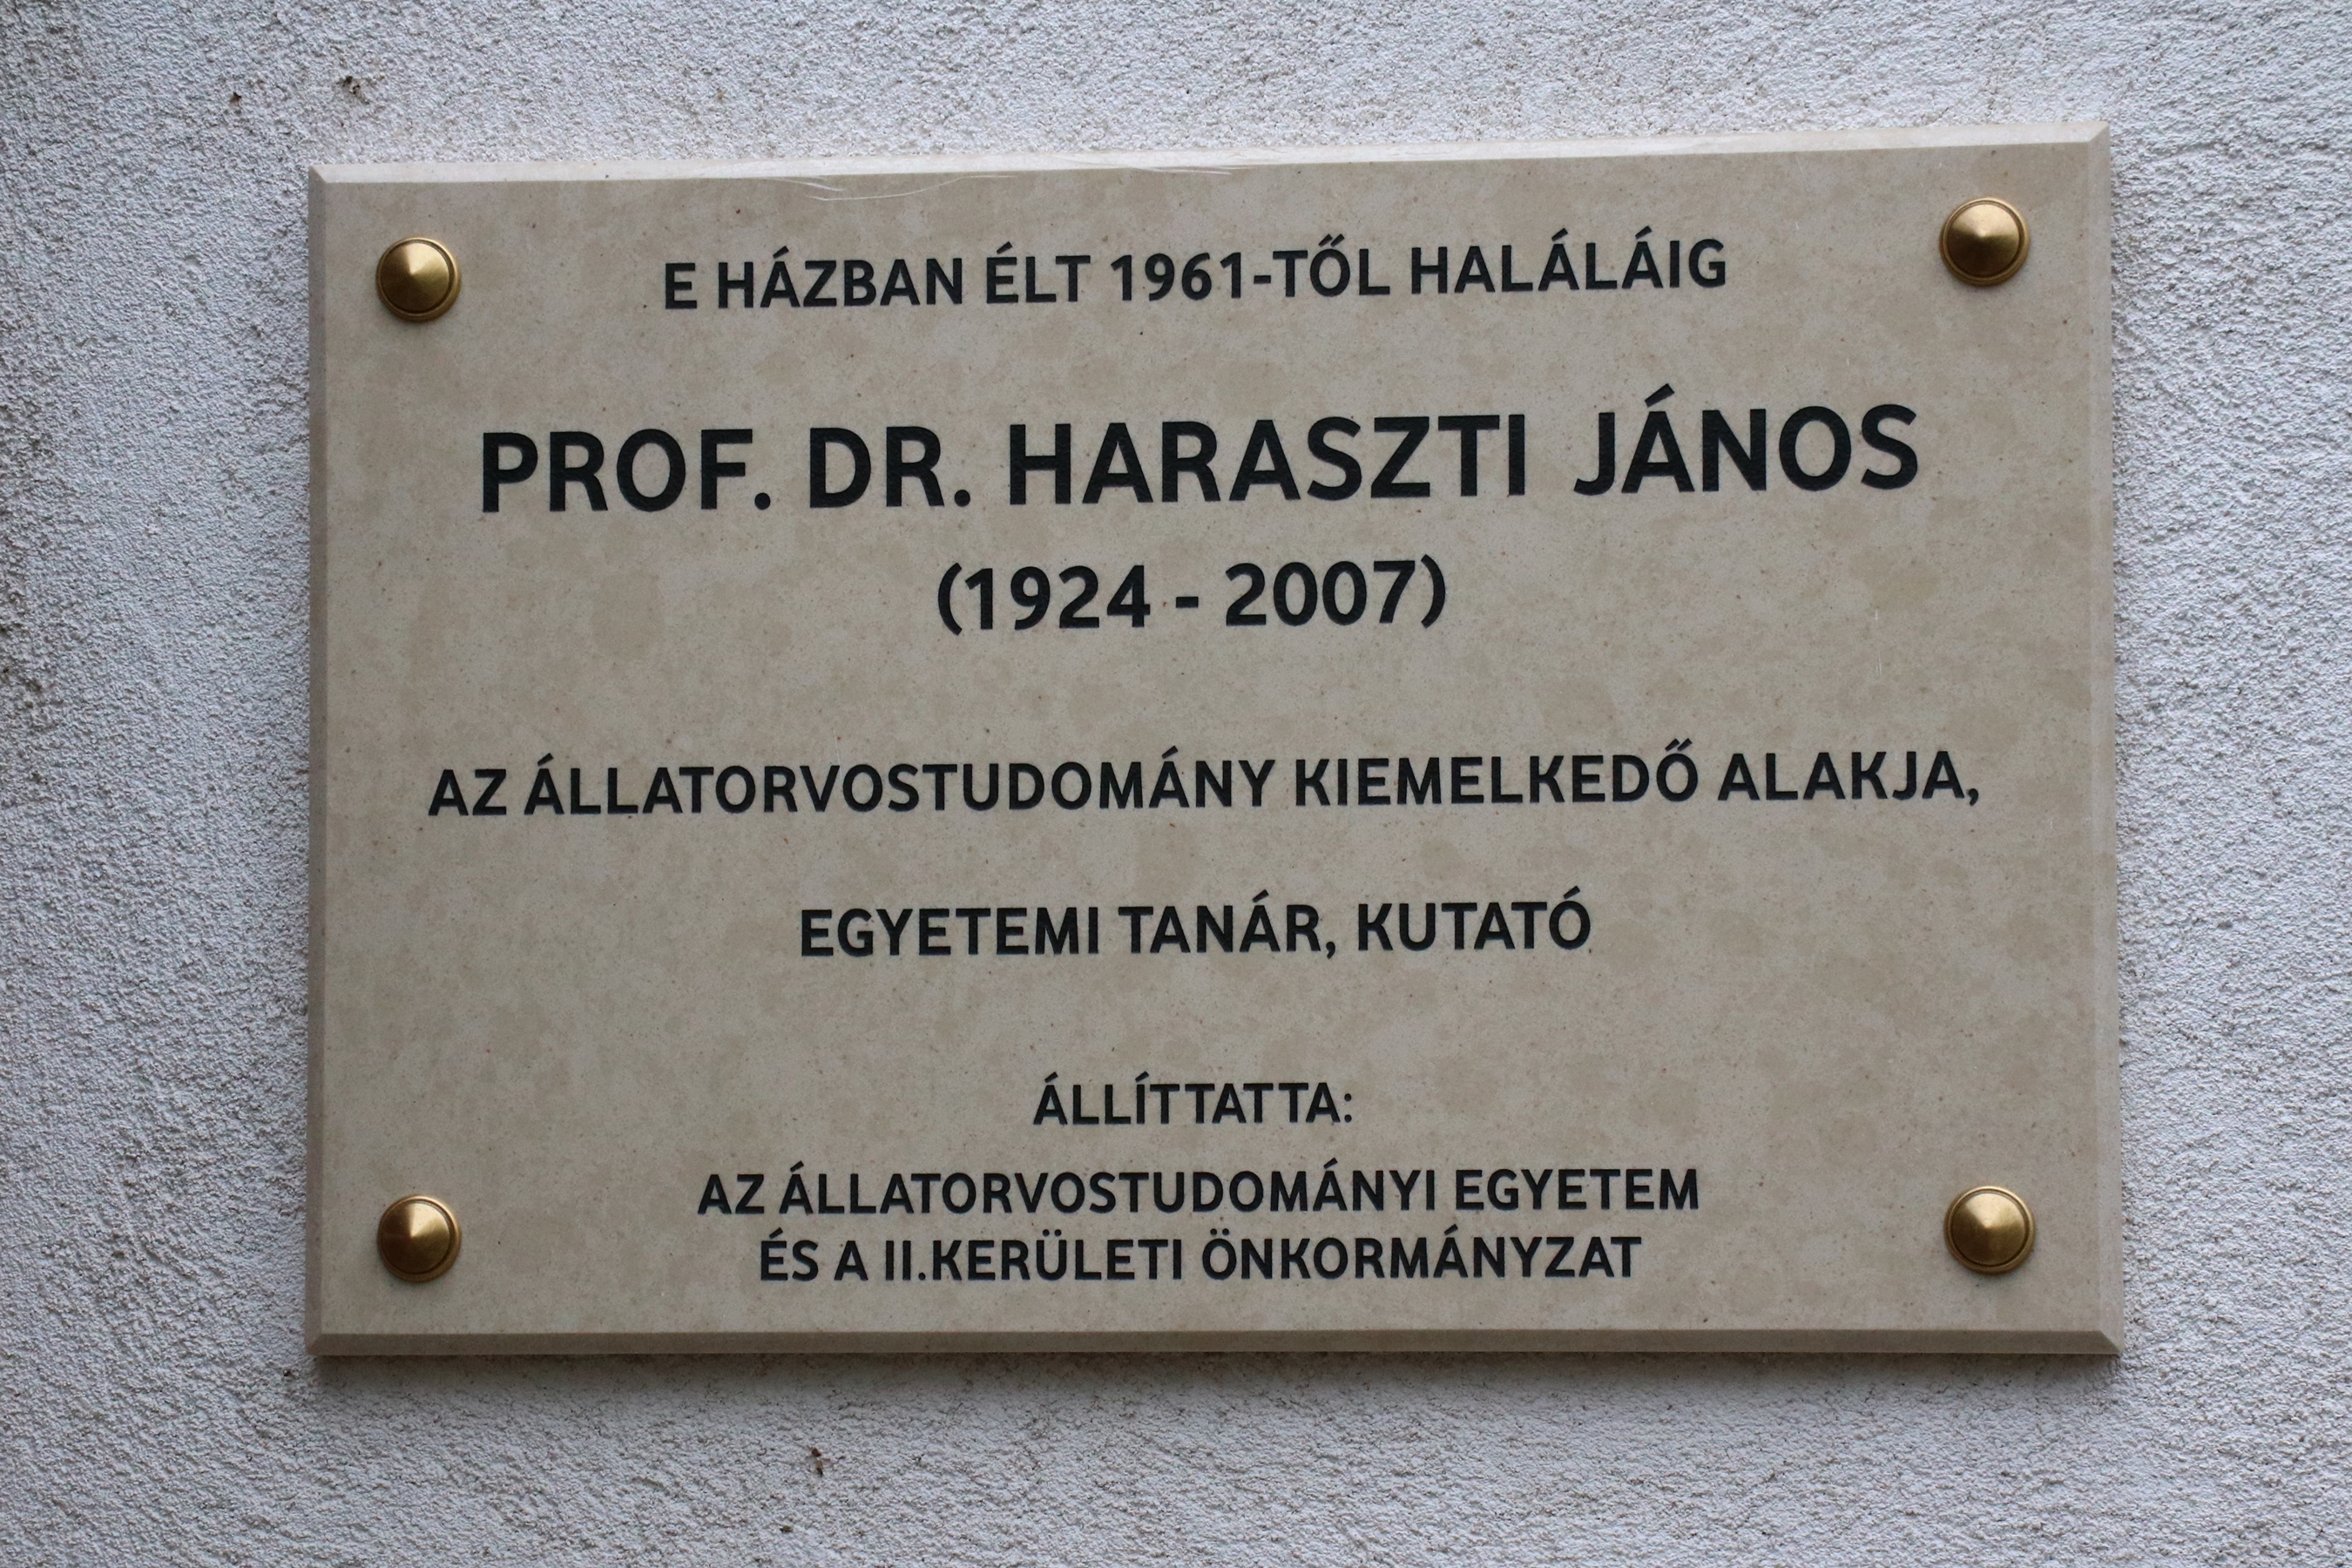 E HÁZBAN ÉLT 1961-TŐL HALÁLÁIG
PROF. DR. HARASZTI JÁNOS
(1924 - 2007)
AZ ÁLLATORVOSTUDOMÁNY KIEMELKEDŐ ALAKJA,
EGYETEMI TANÁR, KUTATÓ
ÁLLÍTTATTA:
AZ ÁLLATORVOSTUDOMÁNYI EGYETEM
ÉS A II.KERÜLETI ÖNKORMÁNYZAT